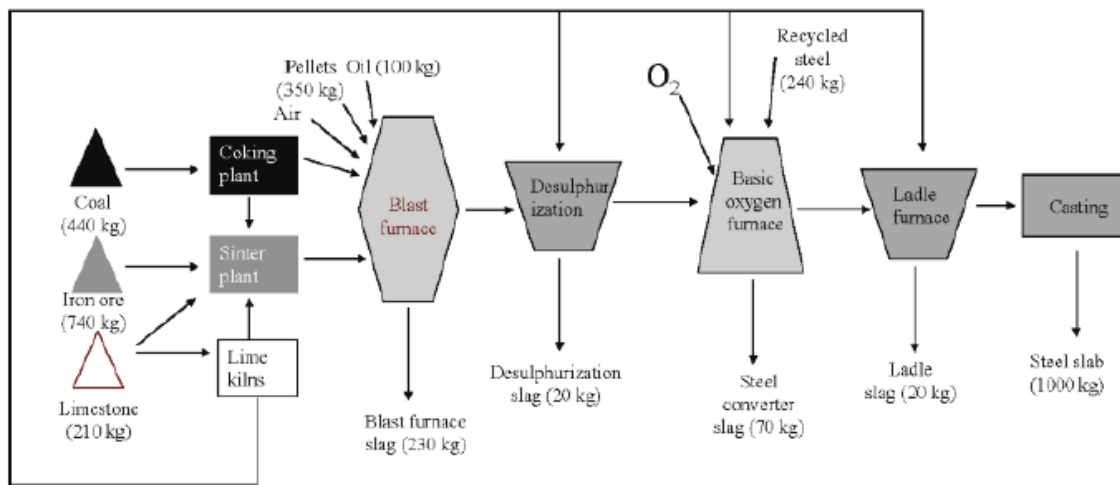 Recycled
steel
(240 kg)
O2
Pellets
(350 kg)
Oil (100 kg)
Air
Coal
(440 kg)
Coking
plant
Iron ore
(740 kg)
Sinter
plant
Limestone
(210 kg)
Lime
kilns
Blast
furnace
Blast furnace
slag (230 kg)
Desulphur
ization
Desulphurization
slag (20 kg)
Basic
oxygen
furnace
Steel
converter
slag (70 kg)
Ladle
furnace
Ladle
slag (20 kg)
Casting
Steel slab
(1000 kg)